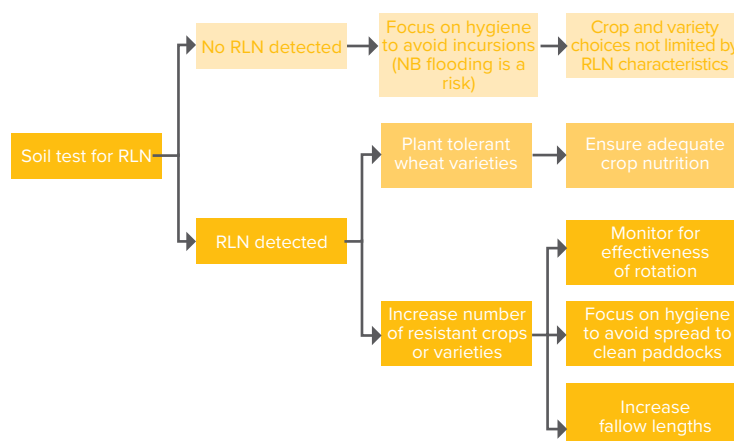 No RLN detected
Focus on hygiene
to avoid incursions
(NB flooding is a
risk)
Crop and variety
choices not limited by
RLN characteristics
Soil test for RLN
Plant tolerant
wheat varieties
Ensure adequate
crop nutrition
RLN detected
Monitor for
effectiveness
of rotation
Increase number
of resistant crops
or varieties
Focus on hygiene
to avoid spread to
clean paddocks
Increase
fallow lengths